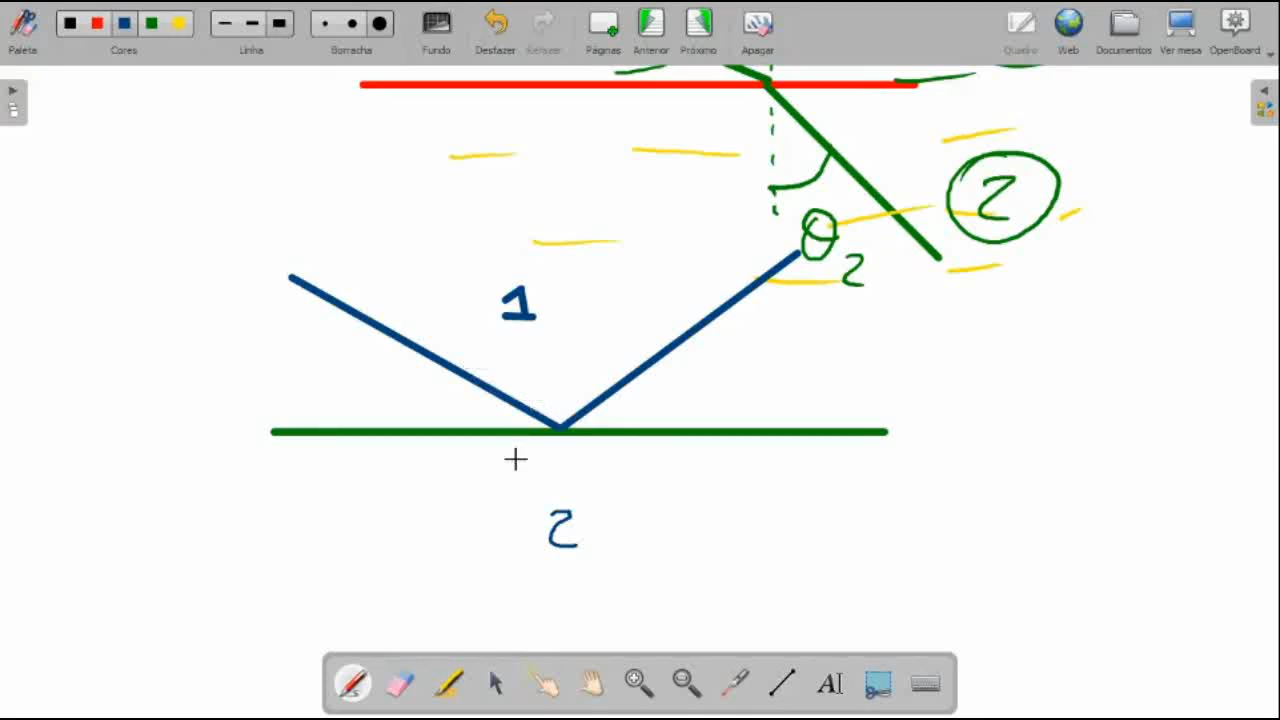 Paleta Cores Linha Borracha Fundo Desfazer Refazer Páginas Anterior Próximo Apagar Quadro Web Documentos Ver mesa OpenBoard
2
θ2
1
2
AI